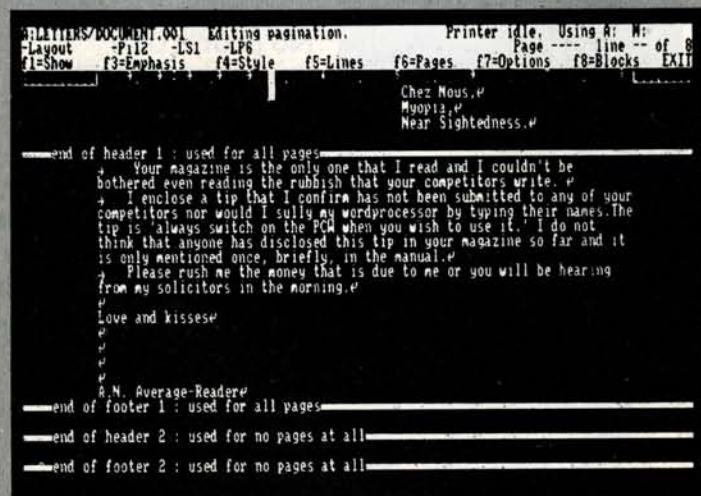 A:LETTERS/DOCUMENT.001 Editing pagination. Printer idle. Using A: M:
-Layout -Pi12 -LS1 -LP6 Page ---- line -- of 8
f1=Show f3=Emphasis f4=Style f5=Lines f6=Pages f7=Options f8=Blocks EXIT
Chez Nous,
Myopia,
Near Sightedness.
end of header 1 : used for all pages
Your magazine is the only one that I read and I couldn't be
bothered even reading the rubbish that your competitors write.
I enclose a tip that I confirm has not been submitted to any of your
competitors nor would I sully my wordprocessor by typing their names.The
tip is 'always switch on the PCW when you wish to use it.' I do not
think that anyone has disclosed this tip in your magazine so far and it
is only mentioned once, briefly, in the manual.
Please rush me the money that is due to me or you will be hearing
from my solicitors in the morning.
Love and kisses
A.N. Average-Reader
end of footer 1 : used for all pages
end of header 2 : used for no pages at all
end of footer 2 : used for no pages at all